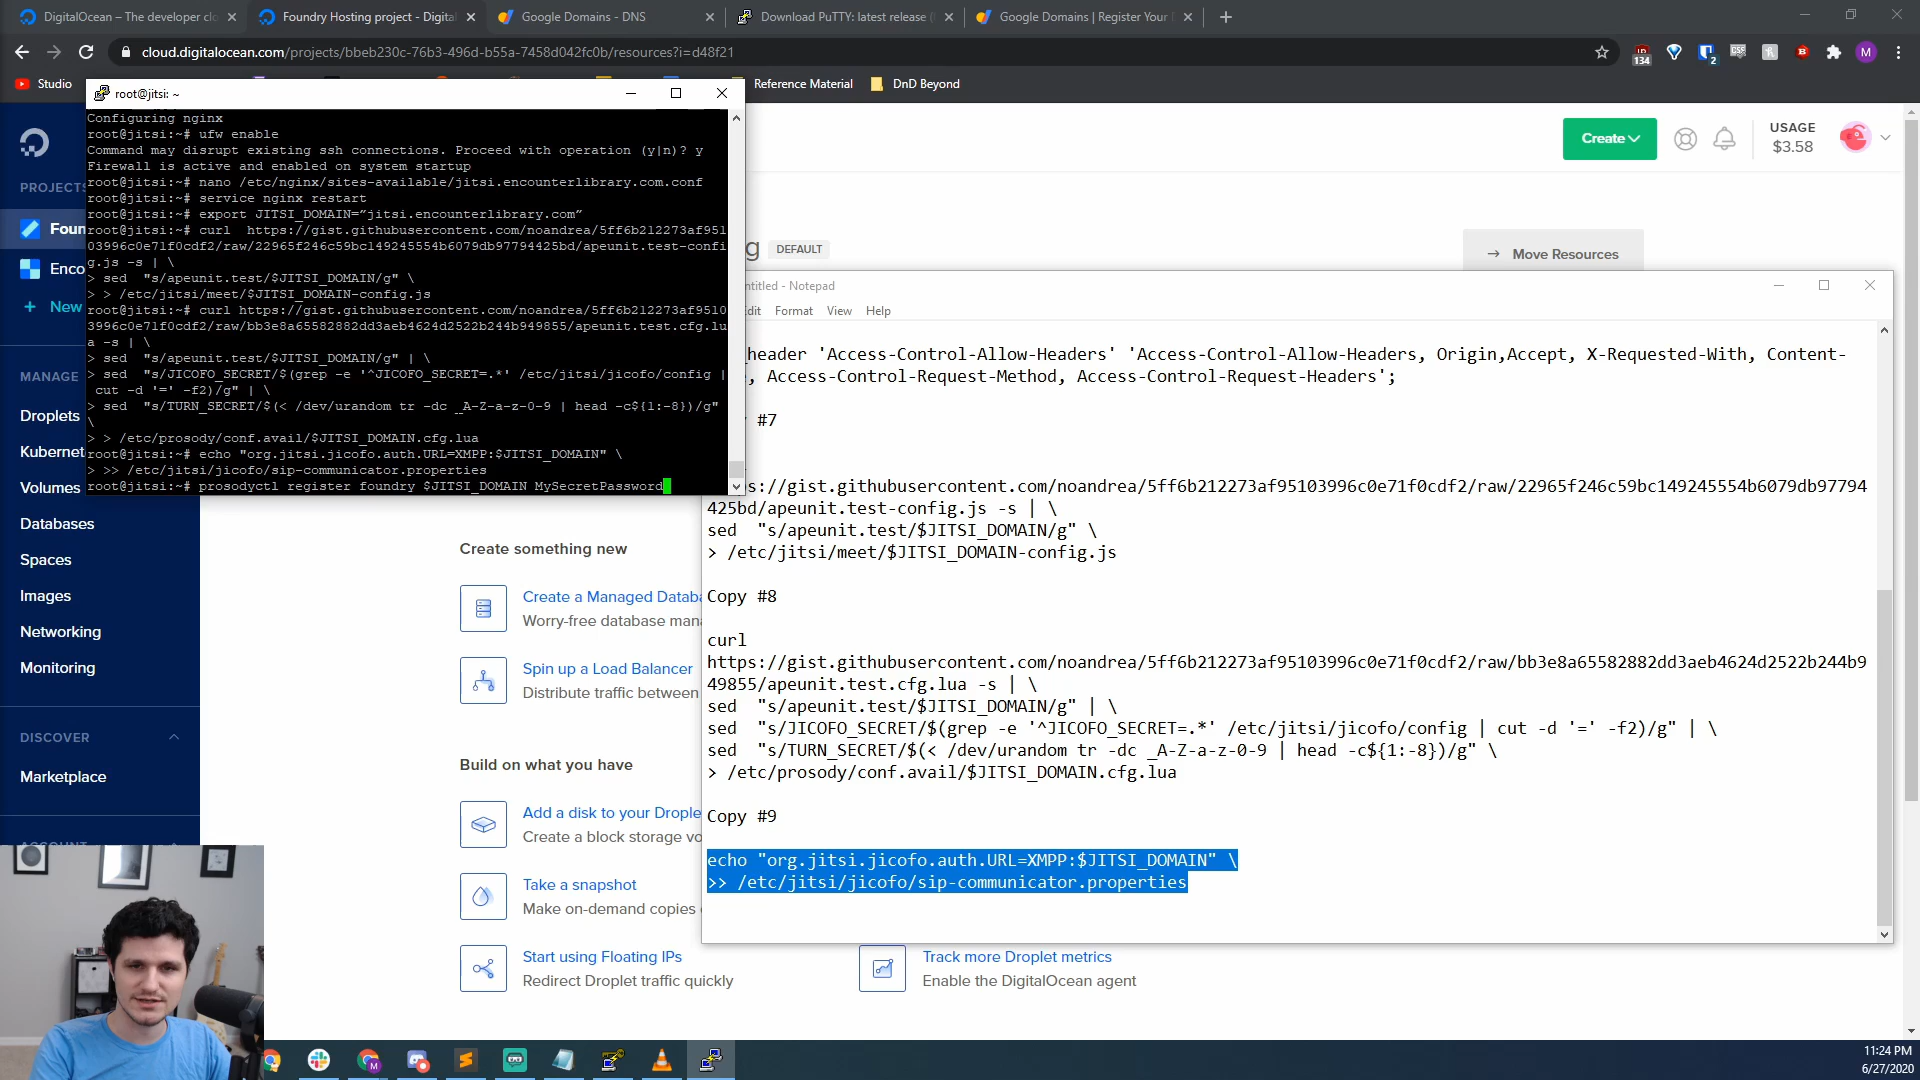 DigitalOcean – The developer clo
Foundry Hosting project - Digita
Google Domains - DNS
Download PuTTY: latest release (
Google Domains | Register Your
cloud.digitalocean.com/projects/bbeb230c-76b3-496d-b55a-7458d042fc0b/resources?i=d48f21
134
2
M
Studio
Reference Material
DnD Beyond
root@jitsi: ~
Configuring nginx
root@jitsi:~# ufw enable
Command may disrupt existing ssh connections. Proceed with operation (y|n)? y
Firewall is active and enabled on system startup
root@jitsi:~# nano /etc/nginx/sites-available/jitsi.encounterlibrary.com.conf
root@jitsi:~# service nginx restart
root@jitsi:~# export JITSI_DOMAIN="jitsi.encounterlibrary.com"
root@jitsi:~# curl  https://gist.githubusercontent.com/noandrea/5ff6b212273af951
03996c0e71f0cdf2/raw/22965f246c59bc149245554b6079db97794425bd/apeunit.test-confi
g.js -s | \
> sed  "s/apeunit.test/$JITSI_DOMAIN/g" \
> > /etc/jitsi/meet/$JITSI_DOMAIN-config.js
root@jitsi:~# curl https://gist.githubusercontent.com/noandrea/5ff6b212273af9510
3996c0e71f0cdf2/raw/bb3e8a65582882dd3aeb4624d2522b244b949855/apeunit.test.cfg.lu
a -s | \
> sed  "s/apeunit.test/$JITSI_DOMAIN/g" | \
> sed  "s/JICOFO_SECRET/$(grep -e '^JICOFO_SECRET=.*' /etc/jitsi/jicofo/config |
 cut -d '=' -f2)/g" | \
> sed  "s/TURN_SECRET/$(< /dev/urandom tr -dc _A-Z-a-z-0-9 | head -c${1:-8})/g"
\
> > /etc/prosody/conf.avail/$JITSI_DOMAIN.cfg.lua
root@jitsi:~# echo "org.jitsi.jicofo.auth.URL=XMPP:$JITSI_DOMAIN" \
> >> /etc/jitsi/jicofo/sip-communicator.properties
root@jitsi:~# prosodyctl register foundry $JITSI_DOMAIN MySecretPassword
PROJECTS
Foun
Enco
+ New
MANAGE
Droplets
Kubernet
Volumes
Databases
Spaces
Images
Networking
Monitoring
DISCOVER
Marketplace
ACCOUNT
Create
USAGE
$3.58
g DEFAULT
→ Move Resources
Create something new
Create a Managed Databa
Worry-free database man
Spin up a Load Balancer
Distribute traffic between
Build on what you have
Add a disk to your Drople
Create a block storage vo
Take a snapshot
Make on-demand copies
Start using Floating IPs
Redirect Droplet traffic quickly
Track more Droplet metrics
Enable the DigitalOcean agent
ntitled - Notepad
dit Format View Help
_header 'Access-Control-Allow-Headers' 'Access-Control-Allow-Headers, Origin,Accept, X-Requested-With, Content-
, Access-Control-Request-Method, Access-Control-Request-Headers';
#7
s://gist.githubusercontent.com/noandrea/5ff6b212273af95103996c0e71f0cdf2/raw/22965f246c59bc149245554b6079db97794
425bd/apeunit.test-config.js -s | \
sed  "s/apeunit.test/$JITSI_DOMAIN/g" \
> /etc/jitsi/meet/$JITSI_DOMAIN-config.js
Copy #8
curl
https://gist.githubusercontent.com/noandrea/5ff6b212273af95103996c0e71f0cdf2/raw/bb3e8a65582882dd3aeb4624d2522b244b9
49855/apeunit.test.cfg.lua -s | \
sed  "s/apeunit.test/$JITSI_DOMAIN/g" | \
sed  "s/JICOFO_SECRET/$(grep -e '^JICOFO_SECRET=.*' /etc/jitsi/jicofo/config | cut -d '=' -f2)/g" | \
sed  "s/TURN_SECRET/$(< /dev/urandom tr -dc _A-Z-a-z-0-9 | head -c${1:-8})/g" \
> /etc/prosody/conf.avail/$JITSI_DOMAIN.cfg.lua
Copy #9
echo "org.jitsi.jicofo.auth.URL=XMPP:$JITSI_DOMAIN" \
>> /etc/jitsi/jicofo/sip-communicator.properties
11:24 PM
6/27/2020